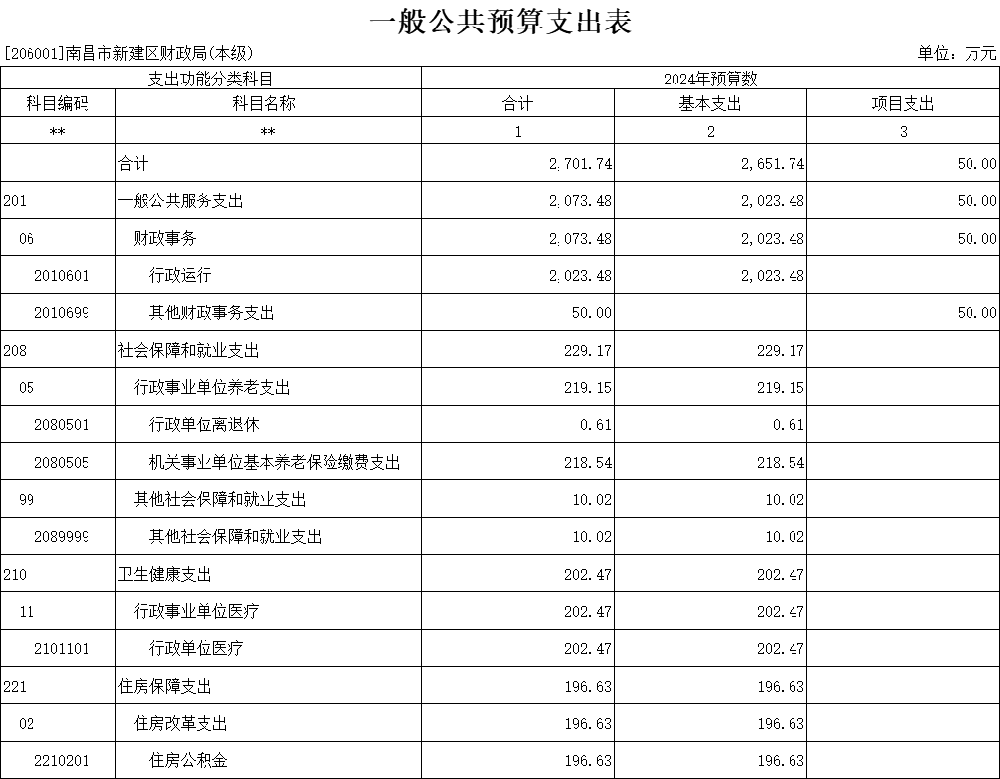 一般公共预算支出表
[206001]南昌市新建区财政局(本级) 单位：万元
支出功能分类科目 2024年预算数
科目编码 科目名称 合计 基本支出 项目支出
** ** 1 2 3
合计 2,701.74 2,651.74 50.00
201 一般公共服务支出 2,073.48 2,023.48 50.00
06 财政事务 2,073.48 2,023.48 50.00
2010601 行政运行 2,023.48 2,023.48
2010699 其他财政事务支出 50.00 50.00
208 社会保障和就业支出 229.17 229.17
05 行政事业单位养老支出 219.15 219.15
2080501 行政单位离退休 0.61 0.61
2080505 机关事业单位基本养老保险缴费支出 218.54 218.54
99 其他社会保障和就业支出 10.02 10.02
2089999 其他社会保障和就业支出 10.02 10.02
210 卫生健康支出 202.47 202.47
11 行政事业单位医疗 202.47 202.47
2101101 行政单位医疗 202.47 202.47
221 住房保障支出 196.63 196.63
02 住房改革支出 196.63 196.63
2210201 住房公积金 196.63 196.63